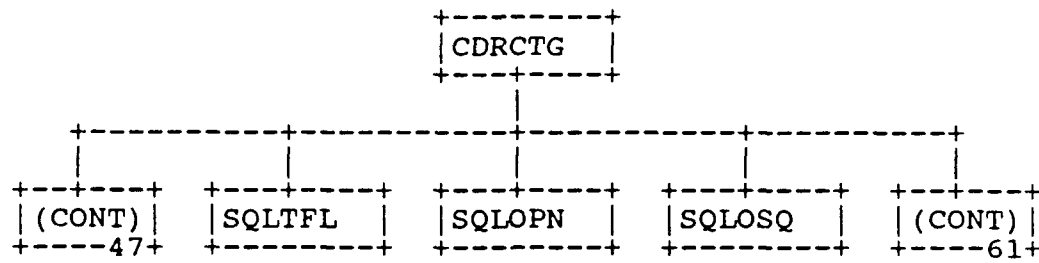 CDRCTG
(CONT) SQLTFL SQLOPN SQLOSQ (CONT)
47 61